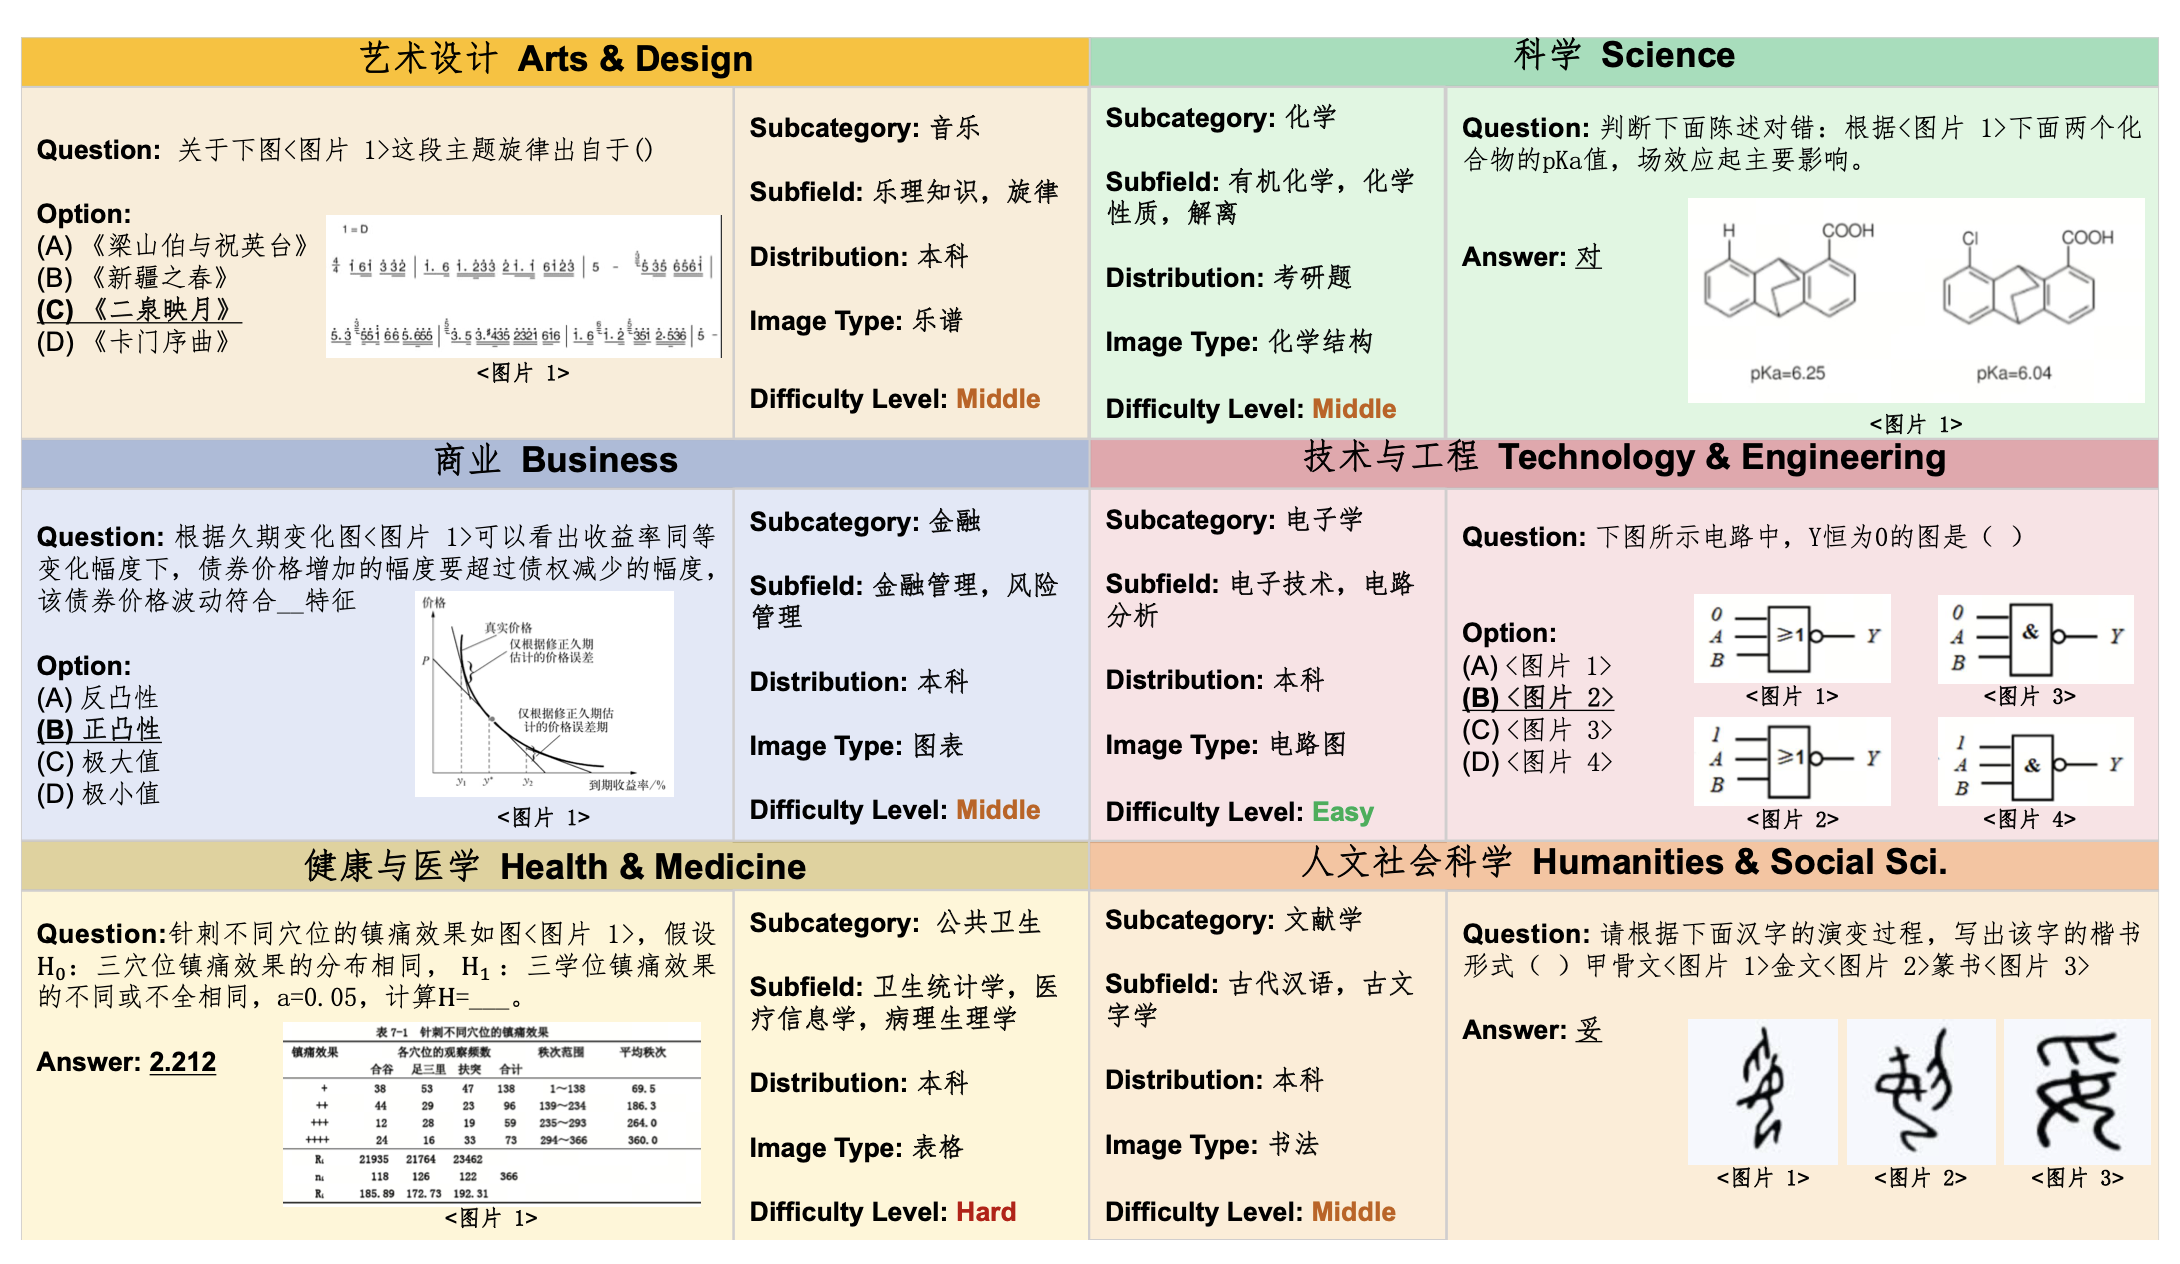 艺术设计 Arts & Design
Question: 关于下图<图片 1>这段主题旋律出自于()
Option:
(A) 《梁山伯与祝英台》
(B) 《新疆之春》
(C) 《二泉映月》
(D) 《卡门序曲》
1=D
<图片 1>
Subcategory: 音乐
Subfield: 乐理知识, 旋律
Distribution: 本科
Image Type: 乐谱
Difficulty Level: Middle
科学 Science
Subcategory: 化学
Subfield: 有机化学, 化学
性质, 解离
Distribution: 考研题
Image Type: 化学结构
Difficulty Level: Middle
Question: 判断下面陈述对错: 根据<图片 1>下面两个化
合物的pKa值, 场效应起主要影响。
Answer: 对
H COOH
Cl COOH
pKa=6.25
pKa=6.04
<图片 1>
商业 Business
Question: 根据久期变化图<图片 1>可以看出收益率同等
变化幅度下, 债券价格增加的幅度要超过债权减少的幅度,
该债券价格波动符合__特征
Option:
(A) 反凸性
(B) 正凸性
(C) 极大值
(D) 极小值
价格
真实价格
仅根据修正久期
估计的价格误差
P
仅根据修正久期估
计的价格误差期
y₁ y* y₂
到期收益率/%
<图片 1>
Subcategory: 金融
Subfield: 金融管理, 风险
管理
Distribution: 本科
Image Type: 图表
Difficulty Level: Middle
技术与工程 Technology & Engineering
Subcategory: 电子学
Subfield: 电子技术, 电路
分析
Distribution: 本科
Image Type: 电路图
Difficulty Level: Easy
Question: 下图所示电路中, Y恒为0的图是 ( )
Option:
(A) <图片 1>
(B) <图片 2>
(C) <图片 3>
(D) <图片 4>
0
A ≥1 Y
B
<图片 1>
0
A & Y
B
<图片 3>
1
A ≥1 Y
B
<图片 2>
1
A & Y
B
<图片 4>
健康与医学 Health & Medicine
Question:针刺不同穴位的镇痛效果如图<图片 1>, 假设
H₀: 三穴位镇痛效果的分布相同, H₁: 三学位镇痛效果
的不同或不全相同, a=0.05, 计算H=___。
Answer: 2.212
表 7-1 针刺不同穴位的镇痛效果
镇痛效果 各穴位的观察频数 秩次范围 平均秩次
合谷 足三里 扶突 合计
+ 38 53 47 138 1～138 69.5
++ 44 29 23 96 139～234 186.3
+++ 12 28 19 59 235～293 264.0
++++ 24 16 33 73 294～366 360.0
Rᵢ 21935 21764 23462
nᵢ 118 126 122 366
Rᵢ 185.89 172.73 192.31
<图片 1>
Subcategory: 公共卫生
Subfield: 卫生统计学, 医
疗信息学, 病理生理学
Distribution: 本科
Image Type: 表格
Difficulty Level: Hard
人文社会科学 Humanities & Social Sci.
Subcategory: 文献学
Subfield: 古代汉语, 古文
字学
Distribution: 本科
Image Type: 书法
Difficulty Level: Middle
Question: 请根据下面汉字的演变过程, 写出该字的楷书
形式 ( ) 甲骨文<图片 1>金文<图片 2>篆书<图片 3>
Answer: 妥
<图片 1>
<图片 2>
<图片 3>